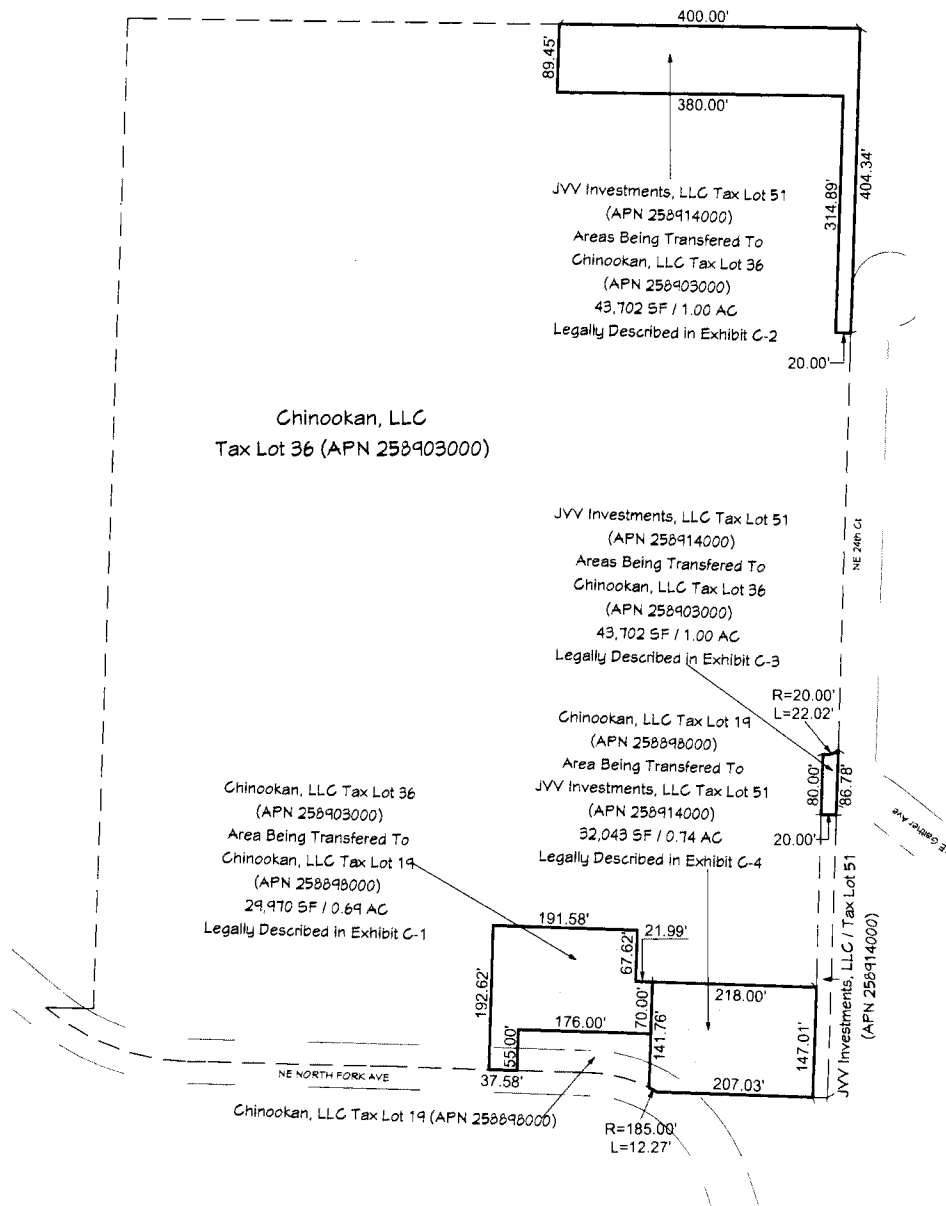 400.00'
89.45'
380.00'
314.89'
404.34'
JVV Investments, LLC Tax Lot 51
(APN 258914000)
Areas Being Transfered To
Chinookan, LLC Tax Lot 36
(APN 258903000)
43,702 SF / 1.00 AC
Legally Described in Exhibit C-2
20.00'
Chinookan, LLC
Tax Lot 36 (APN 258903000)
NE 24th Ct
JVV Investments, LLC Tax Lot 51
(APN 258914000)
Areas Being Transfered To
Chinookan, LLC Tax Lot 36
(APN 258903000)
43,702 SF / 1.00 AC
Legally Described in Exhibit C-3
R=20.00'
L=22.02'
80.00'
86.78'
20.00'
NE Gaither Ave
Chinookan, LLC Tax Lot 19
(APN 258898000)
Area Being Transfered To
JVV Investments, LLC Tax Lot 51
(APN 258914000)
32,043 SF / 0.74 AC
Legally Described in Exhibit C-4
Chinookan, LLC Tax Lot 36
(APN 258903000)
Area Being Transfered To
Chinookan, LLC Tax Lot 19
(APN 258898000)
29,970 SF / 0.69 AC
Legally Described in Exhibit C-1
JVV Investments, LLC / Tax Lot 51
(APN 258914000)
191.58'
21.99'
67.62'
192.62'
70.00'
218.00'
176.00'
141.76'
147.01'
55.00'
37.58'
207.03'
NE NORTH FORK AVE
Chinookan, LLC Tax Lot 19 (APN 258898000)
R=185.00'
L=12.27'